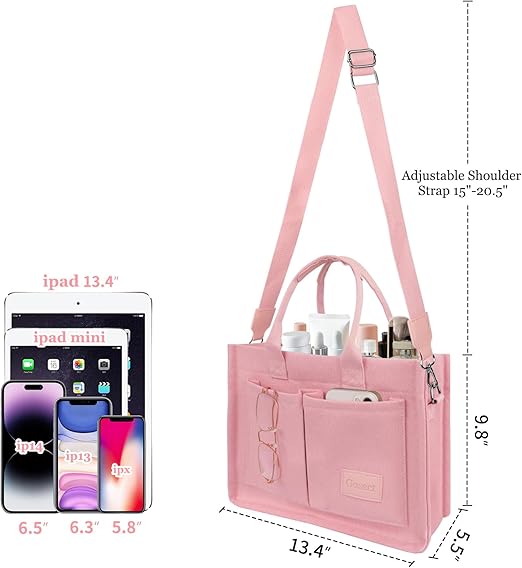 Adjustable Shoulder
Strap 15"-20.5"
ipad 13.4"
ipad mini
ip14
ip13
ipx
6.5"
6.3"
5.8"
Gosect
9.8"
13.4"
5.5"